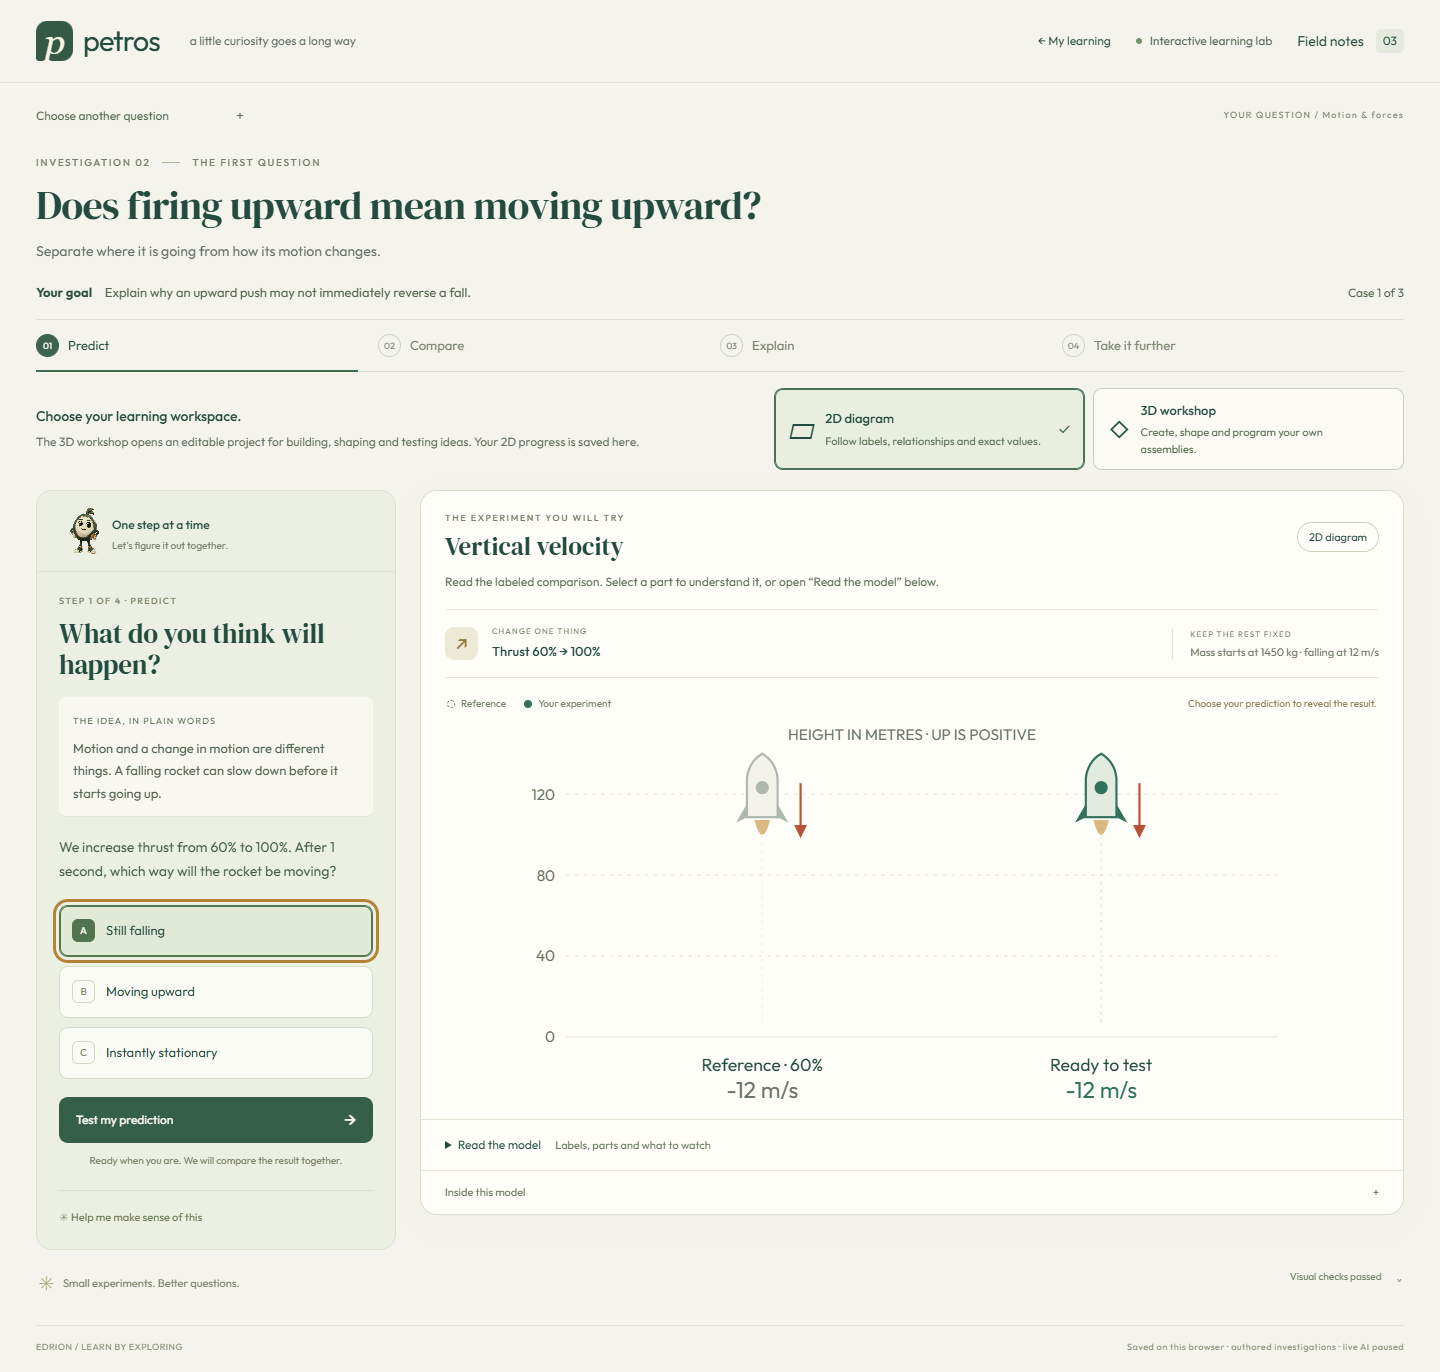 p petros
a little curiosity goes a long way
← My learning
Interactive learning lab
Field notes 03
Choose another question +
YOUR QUESTION / Motion & forces
INVESTIGATION 02 — THE FIRST QUESTION
Does firing upward mean moving upward?
Separate where it is going from how its motion changes.
Your goal Explain why an upward push may not immediately reverse a fall.
Case 1 of 3
01 Predict
02 Compare
03 Explain
04 Take it further
Choose your learning workspace.
The 3D workshop opens an editable project for building, shaping and testing ideas. Your 2D progress is saved here.
2D diagram
Follow labels, relationships and exact values.
3D workshop
Create, shape and program your own
assemblies.
One step at a time
Let's figure it out together.
STEP 1 OF 4 · PREDICT
What do you think will
happen?
THE IDEA, IN PLAIN WORDS
Motion and a change in motion are different
things. A falling rocket can slow down before it
starts going up.
We increase thrust from 60% to 100%. After 1
second, which way will the rocket be moving?
A Still falling
B Moving upward
C Instantly stationary
Test my prediction →
Ready when you are. We will compare the result together.
✳ Help me make sense of this
THE EXPERIMENT YOU WILL TRY
Vertical velocity
2D diagram
Read the labeled comparison. Select a part to understand it, or open “Read the model” below.
CHANGE ONE THING
Thrust 60% → 100%
KEEP THE REST FIXED
Mass starts at 1450 kg · falling at 12 m/s
Reference
Your experiment
Choose your prediction to reveal the result.
HEIGHT IN METRES · UP IS POSITIVE
120
80
40
0
Reference · 60%
-12 m/s
Ready to test
-12 m/s
Read the model Labels, parts and what to watch
Inside this model +
Small experiments. Better questions.
Visual checks passed
EDRION / LEARN BY EXPLORING
Saved on this browser · authored investigations · live AI paused